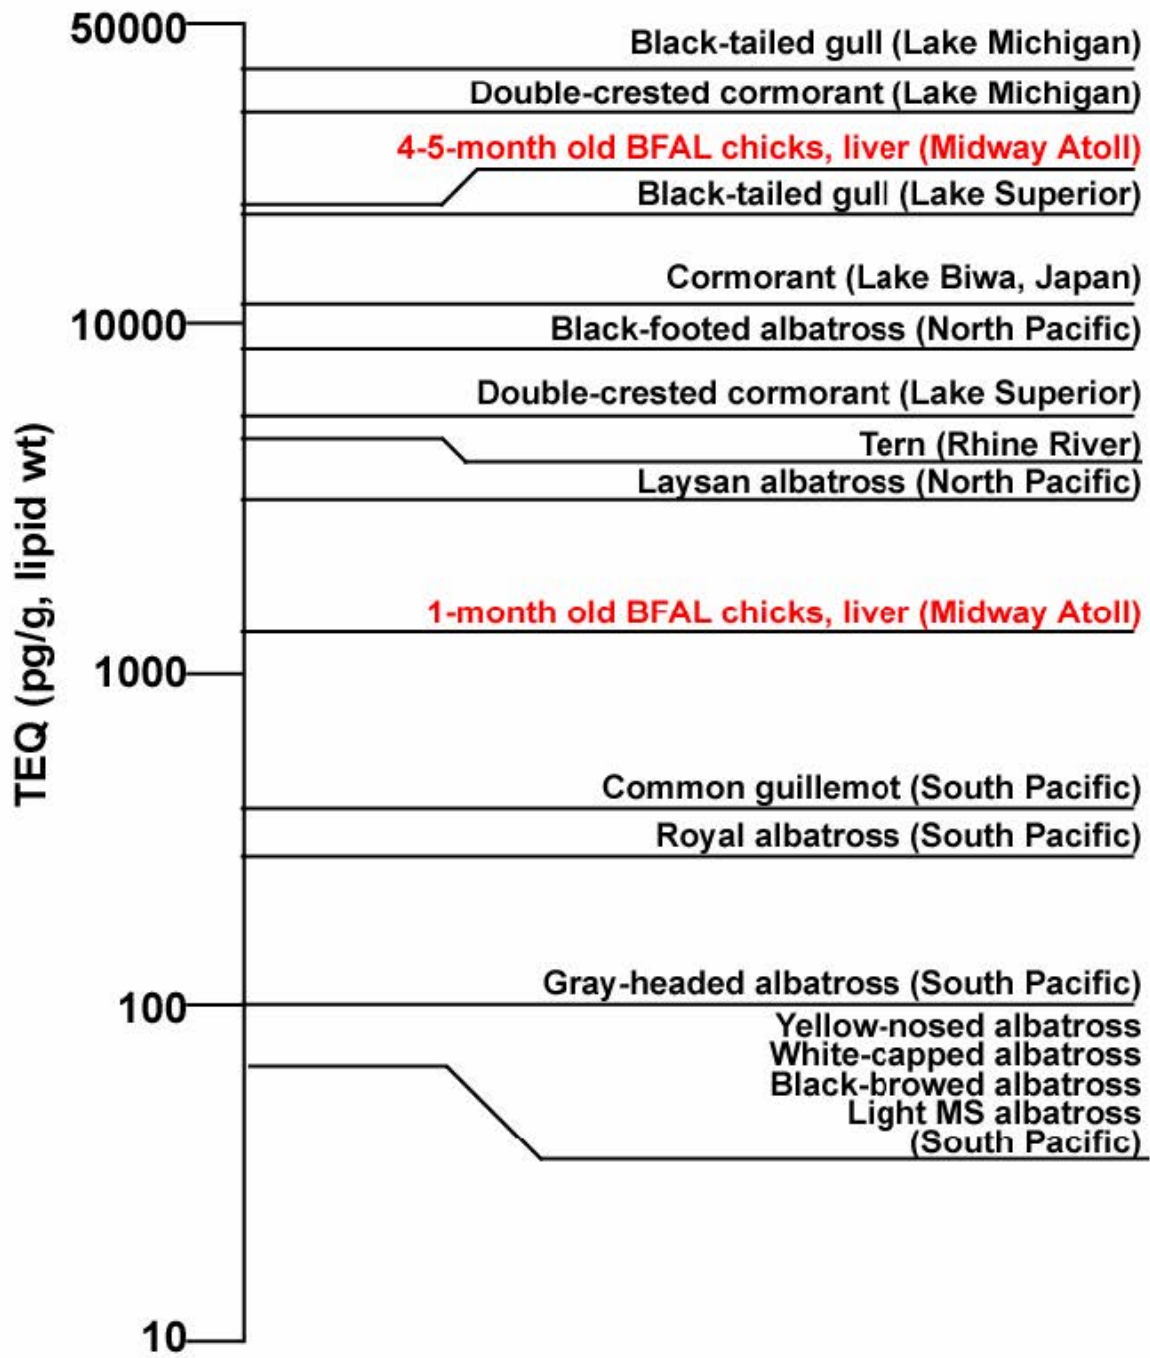 50000
Black-tailed gull (Lake Michigan)
Double-crested cormorant (Lake Michigan)
4-5-month old BFAL chicks, liver (Midway Atoll)
Black-tailed gull (Lake Superior)
Cormorant (Lake Biwa, Japan)
10000
Black-footed albatross (North Pacific)
Double-crested cormorant (Lake Superior)
Tern (Rhine River)
Laysan albatross (North Pacific)
TEQ (pg/g, lipid wt)
1-month old BFAL chicks, liver (Midway Atoll)
1000
Common guillemot (South Pacific)
Royal albatross (South Pacific)
Gray-headed albatross (South Pacific)
100
Yellow-nosed albatross
White-capped albatross
Black-browed albatross
Light MS albatross
(South Pacific)
10